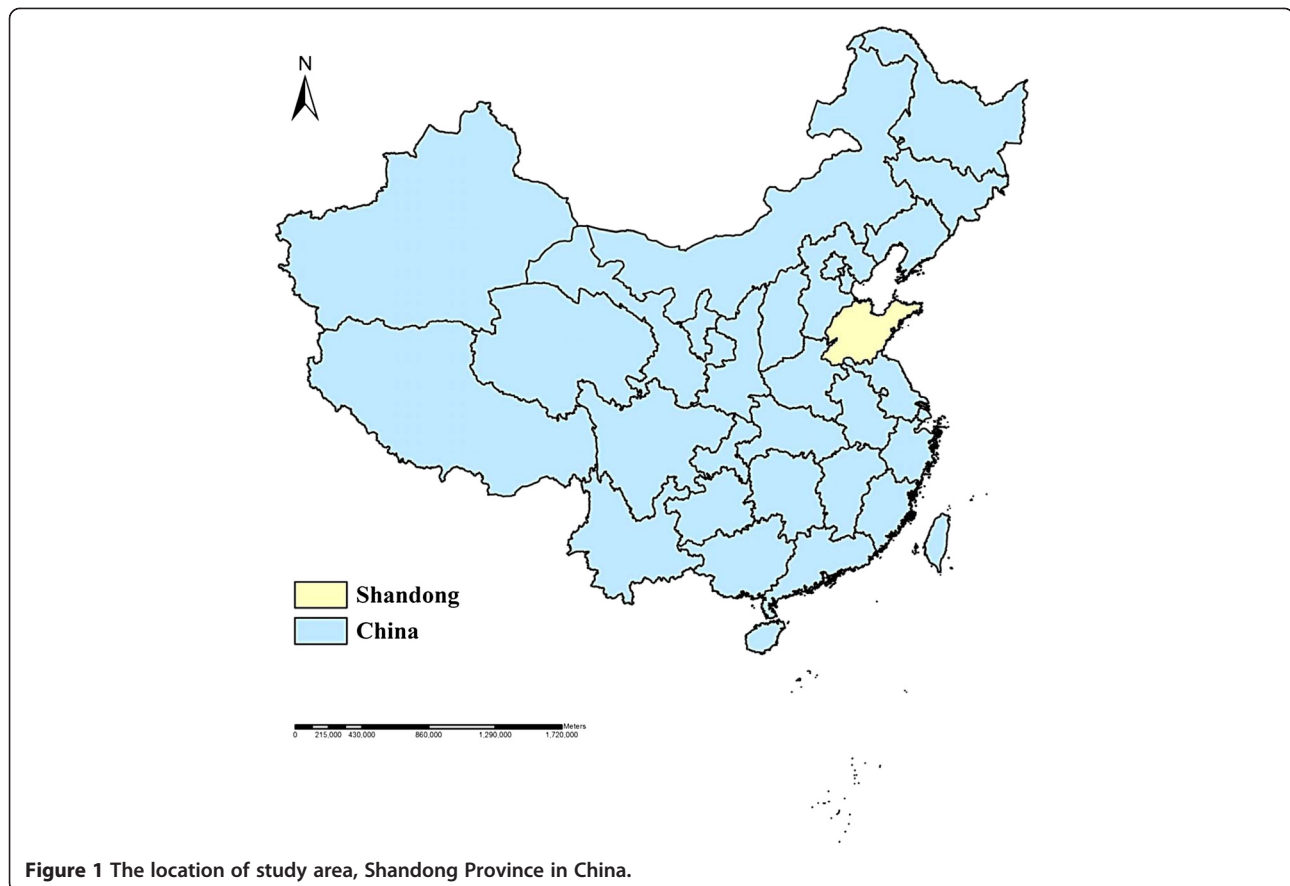 N
Shandong
China
Meters
0 215,000 430,000 860,000 1,290,000 1,720,000
Figure 1 The location of study area, Shandong Province in China.